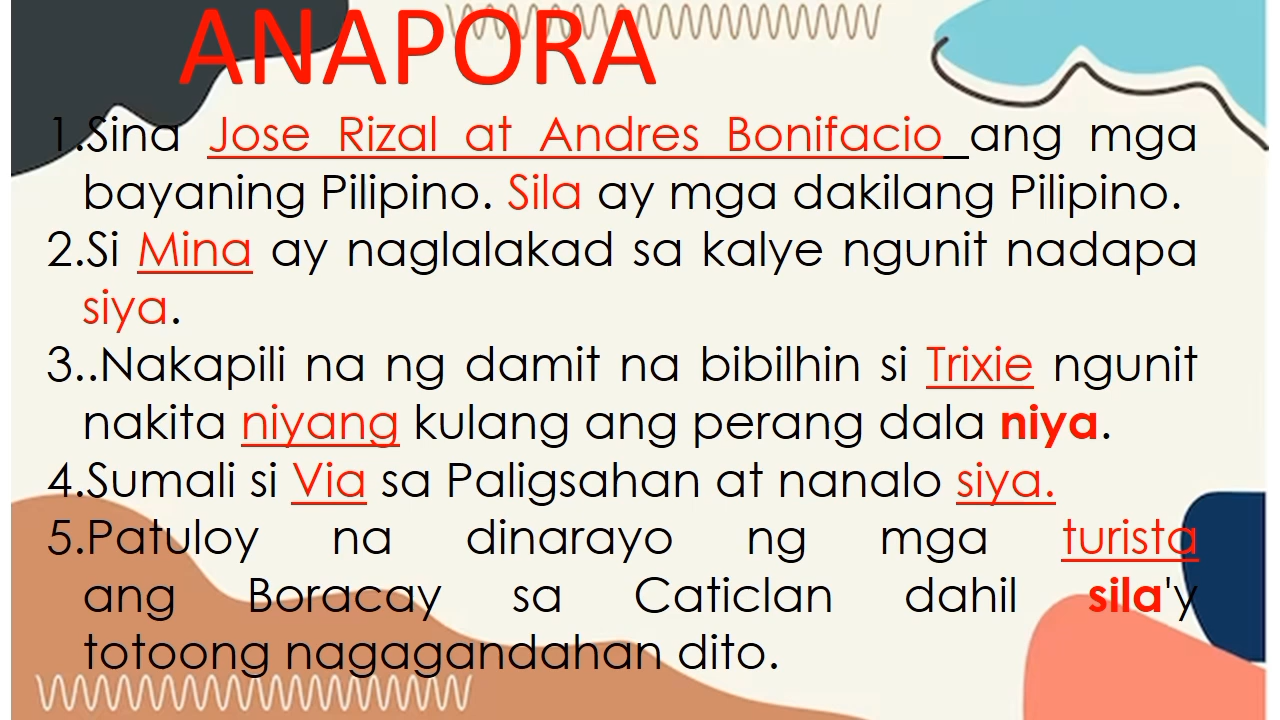 ANAPORA
1.Sina Jose Rizal at Andres Bonifacio ang mga
bayaning Pilipino. Sila ay mga dakilang Pilipino.
2.Si Mina ay naglalakad sa kalye ngunit nadapa
siya.
3..Nakapili na ng damit na bibilhin si Trixie ngunit
nakita niyang kulang ang perang dala niya.
4.Sumali si Via sa Paligsahan at nanalo siya.
5.Patuloy na dinarayo ng mga turista
ang Boracay sa Caticlan dahil sila'y
totoong nagagandahan dito.